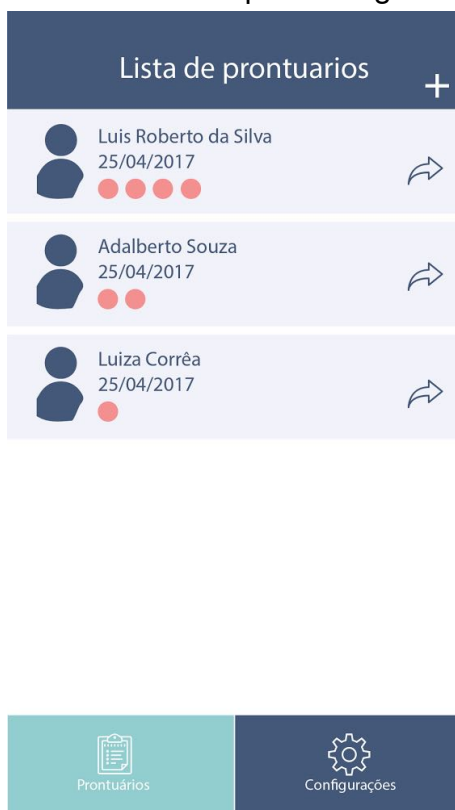 Lista de prontuarios
+
Luis Roberto da Silva
25/04/2017
Adalberto Souza
25/04/2017
Luiza Corrêa
25/04/2017
Prontuários
Configurações